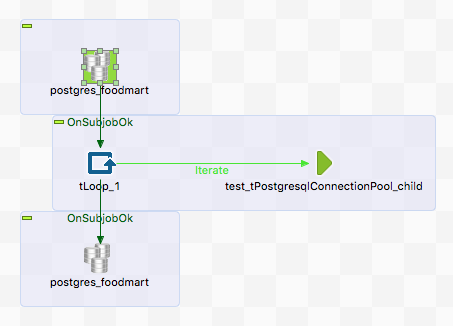 postgres_foodmart
OnSubjobOk
Iterate
tLoop_1
test_tPostgresqlConnectionPool_child
OnSubjobOk
postgres_foodmart